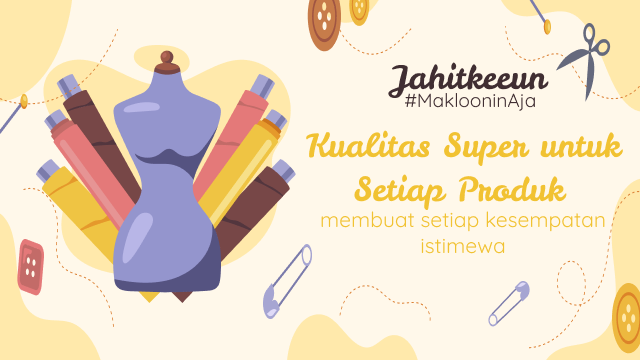 Jahitkeeun
#MaklooninAja
Kualitas Super untuk
Setiap Produk
membuat setiap kesempatan
istimewa